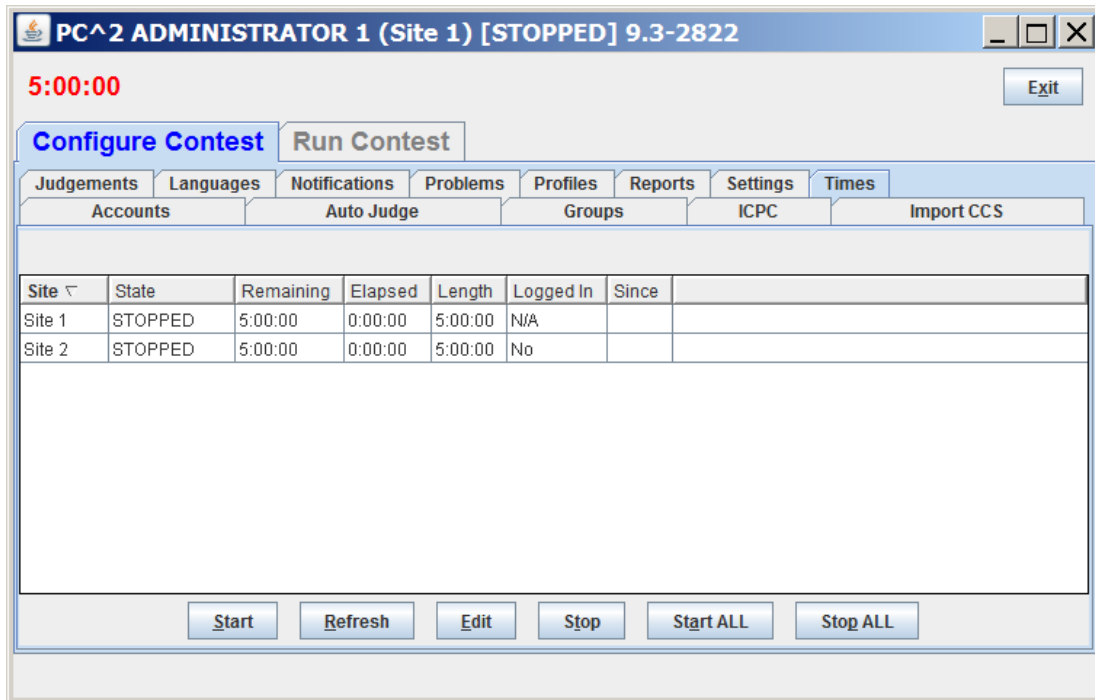 PC^2 ADMINISTRATOR 1 (Site 1) [STOPPED] 9.3-2822
5:00:00 Exit
Configure Contest Run Contest
Judgements Languages Notifications Problems Profiles Reports Settings Times
Accounts Auto Judge Groups ICPC Import CCS
Site State Remaining Elapsed Length Logged In Since
Site 1 STOPPED 5:00:00 0:00:00 5:00:00 N/A
Site 2 STOPPED 5:00:00 0:00:00 5:00:00 No
Start Refresh Edit Stop Start ALL Stop ALL